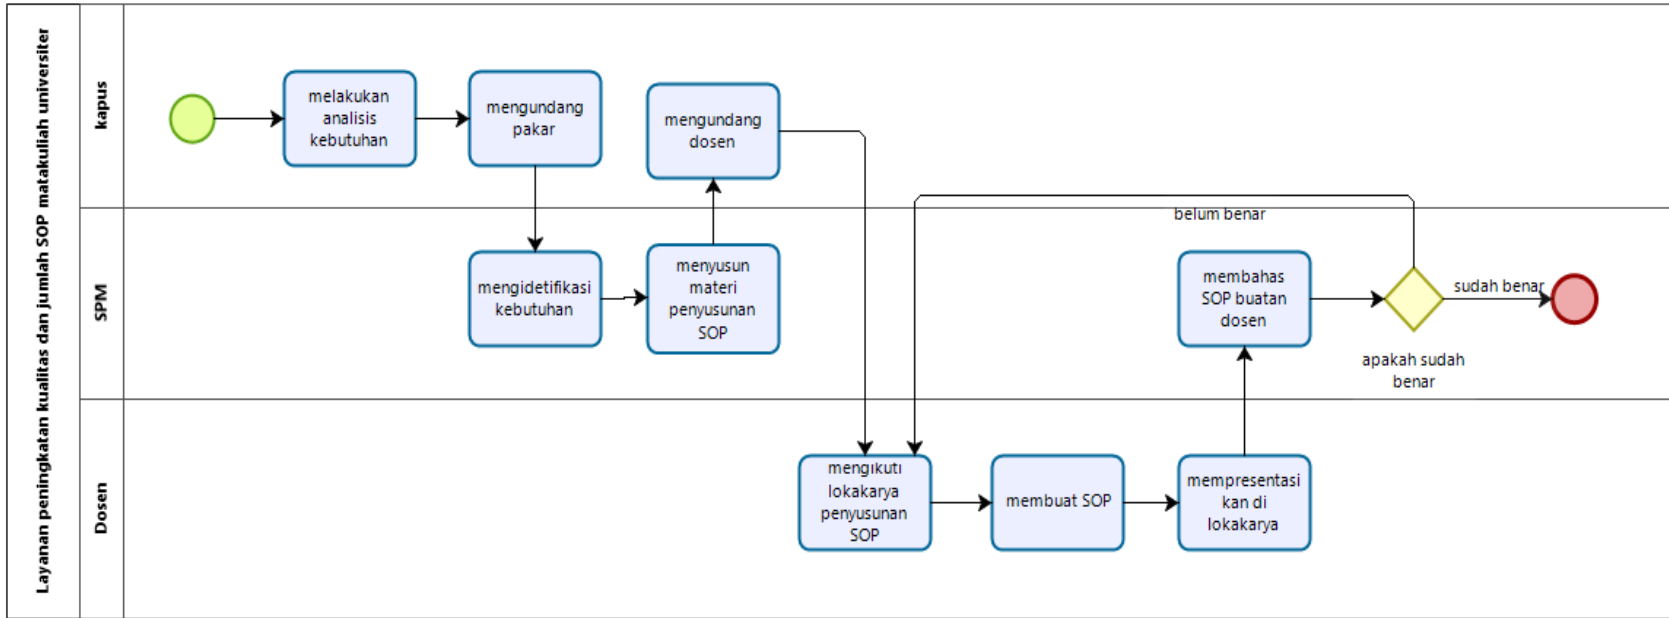 Layanan peningkatan kualitas dan jumlah SOP matakuliah universiter
kapus
melakukan
analisis
kebutuhan
mengundang
pakar
mengundang
dosen
SPM
mengidetifikasi
kebutuhan
menyusun
materi
penyusunan
SOP
belum benar
membahas
SOP buatan
dosen
sudah benar
apakah sudah
benar
Dosen
mengikuti
lokakarya
penyusunan
SOP
membuat SOP
mempresentasi
kan di
lokakarya